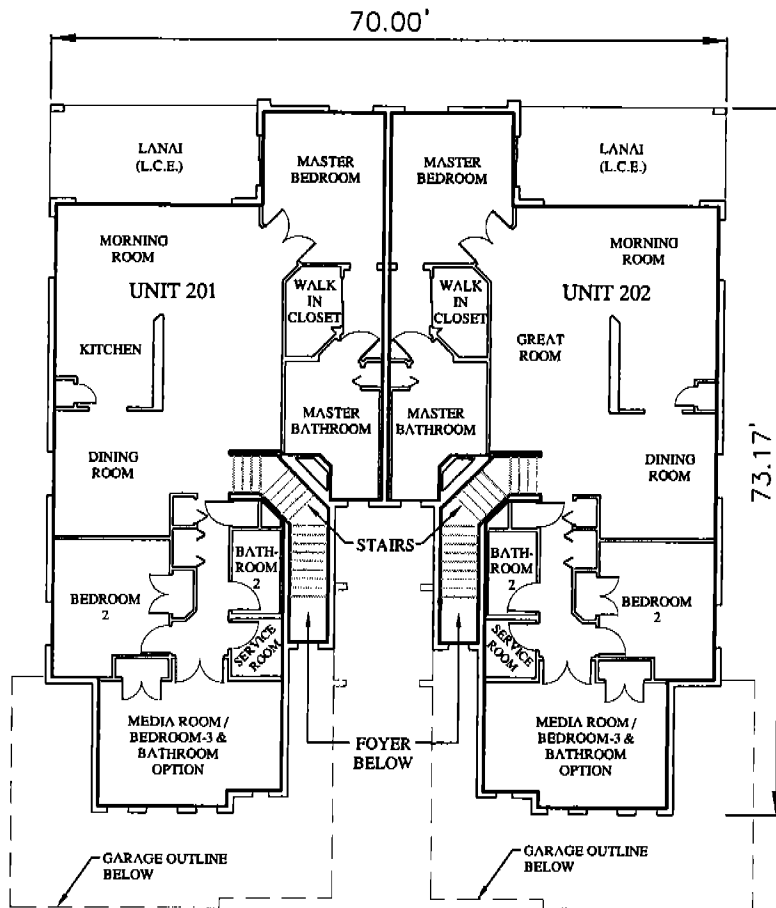 70.00'
LANAI
(L.C.E.)
MASTER
BEDROOM
MASTER
BEDROOM
LANAI
(L.C.E.)
MORNING
ROOM
MORNING
ROOM
UNIT 201
WALK
IN
CLOSET
WALK
IN
CLOSET
UNIT 202
KITCHEN
GREAT
ROOM
MASTER
BATHROOM
MASTER
BATHROOM
DINING
ROOM
DINING
ROOM
73.17'
STAIRS
BATH-
ROOM
2
BATH-
ROOM
2
BEDROOM
2
BEDROOM
2
SERVICE
ROOM
SERVICE
ROOM
MEDIA ROOM /
BEDROOM-3 &
BATHROOM
OPTION
FOYER
BELOW
MEDIA ROOM /
BEDROOM-3 &
BATHROOM
OPTION
GARAGE OUTLINE
BELOW
GARAGE OUTLINE
BELOW